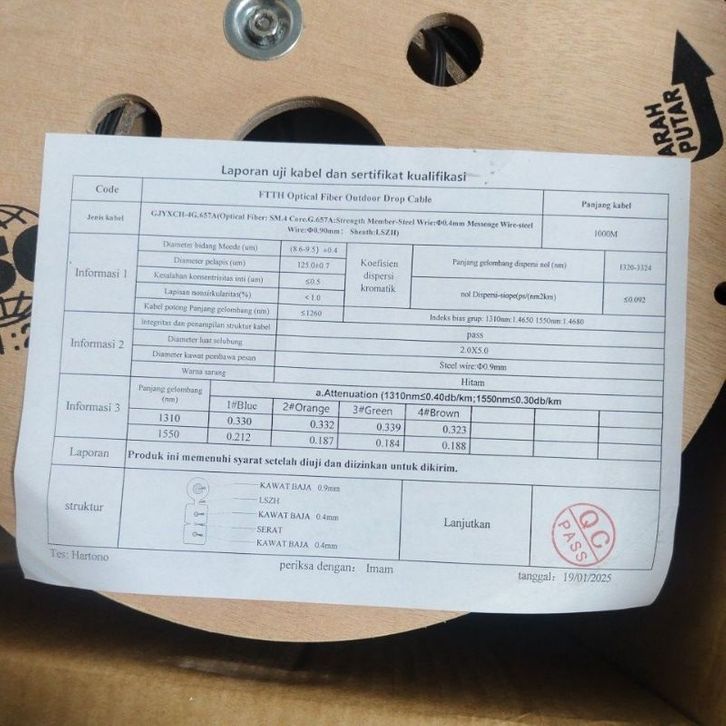 ARAH
PUTAR
Laporan uji kabel dan sertifikat kualifikasi
Code
FTTH Optical Fiber Outdoor Drop Cable
Panjang kabel
Jenis kabel
GJYXCH-4G.657A(Optical Fiber: SM.4 Core.G.657A:Strength Member-Steel Wrie:Φ0.4mm Messenge Wire-steel
Wire:Φ0.90mm: Sheath:LSZH)
1000M
Informasi 1
Diameter bidang Moede (um)
(8.6-9.5) ±0.4
Koefisien
dispersi
kromatik
Panjang gelombang dispersi nol (nm)
1320-1324
Diameter pelapis (um)
125.0±0.7
Kesalahan konsentrisitas inti (um)
≤0.5
nol Dispersi-slope(ps/(nm2km)
≤0.092
Lapisan nonsirkularitas(%)
<1.0
Kabel potong Panjang gelombang (nm)
≤1260
Indeks bias grup: 1310nm:1.4650 1550nm:1.4680
Informasi 2
Integritas dan penampilan struktur kabel
pass
Diameter luar selubung
2.0X5.0
Diameter kawat pembawa pesan
Steel wire:Φ0.9mm
Warna sarung
Hitam
Informasi 3
Panjang gelombang
(nm)
a.Attenuation (1310nm≤0.40db/km;1550nm≤0.30db/km
1#Blue 2#Orange 3#Green 4#Brown
1310 0.330 0.332 0.339 0.323
1550 0.212 0.187 0.184 0.188
Laporan
Produk ini memenuhi syarat setelah diuji dan diizinkan untuk dikirim.
struktur
KAWAT BAJA 0.9mm
LSZH
KAWAT BAJA 0.4mm
SERAT
KAWAT BAJA 0.4mm
Lanjutkan
QC
PASS
Tes: Hartono
periksa dengan: Imam
tanggal: 19/01/2025